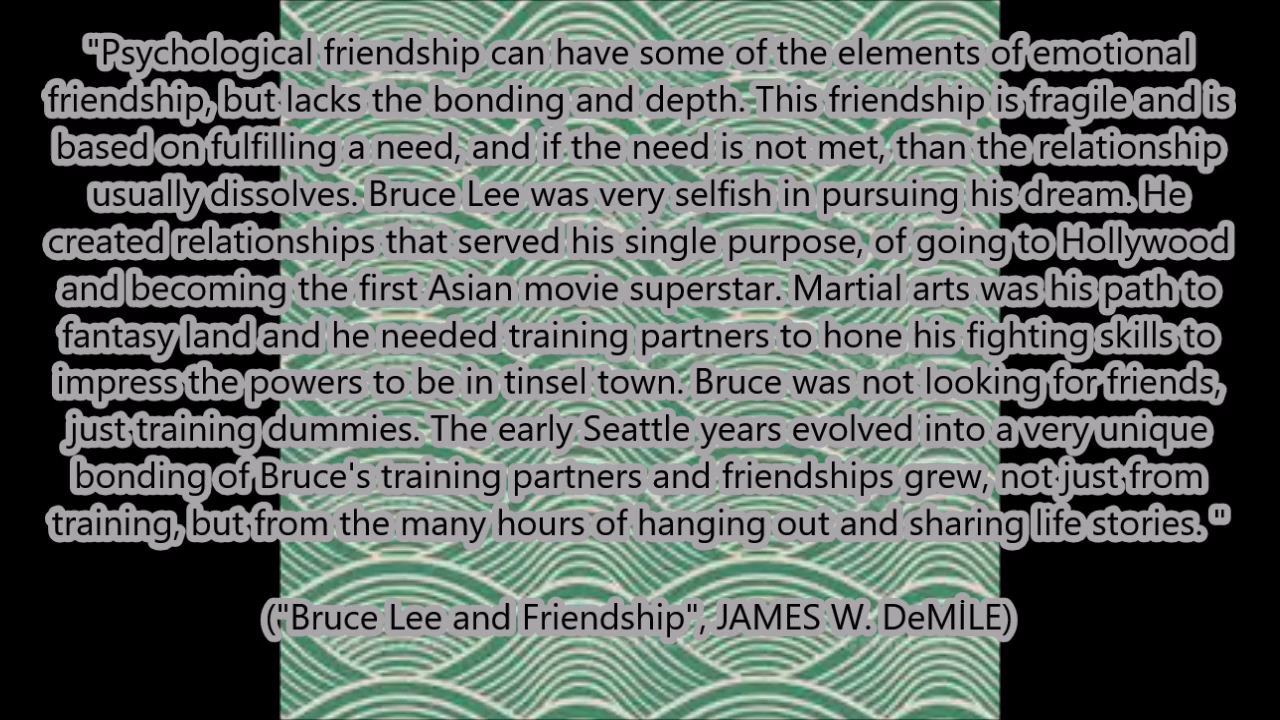 "Psychological friendship can have some of the elements of emotional
friendship, but lacks the bonding and depth. This friendship is fragile and is
based on fulfilling a need, and if the need is not met, than the relationship
usually dissolves. Bruce Lee was very selfish in pursuing his dream. He
created relationships that served his single purpose, of going to Hollywood
and becoming the first Asian movie superstar. Martial arts was his path to
fantasy land and he needed training partners to hone his fighting skills to
impress the powers to be in tinsel town. Bruce was not looking for friends,
just training dummies. The early Seattle years evolved into a very unique
bonding of Bruce's training partners and friendships grew, not just from
training, but from the many hours of hanging out and sharing life stories. "
("Bruce Lee and Friendship", JAMES W. DeMİLE)